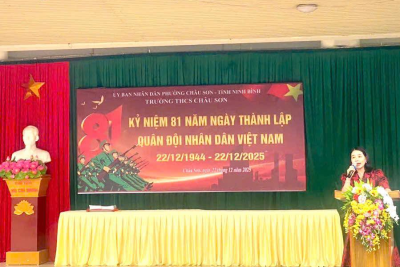 ỦY BAN NHÂN DÂN PHƯỜNG CHÂU SƠN - TỈNH NINH BÌNH
TRƯỜNG THCS CHÂU SƠN
81
KỶ NIỆM 81 NĂM NGÀY THÀNH LẬP
QUÂN ĐỘI NHÂN DÂN VIỆT NAM
22/12/1944 - 22/12/2025